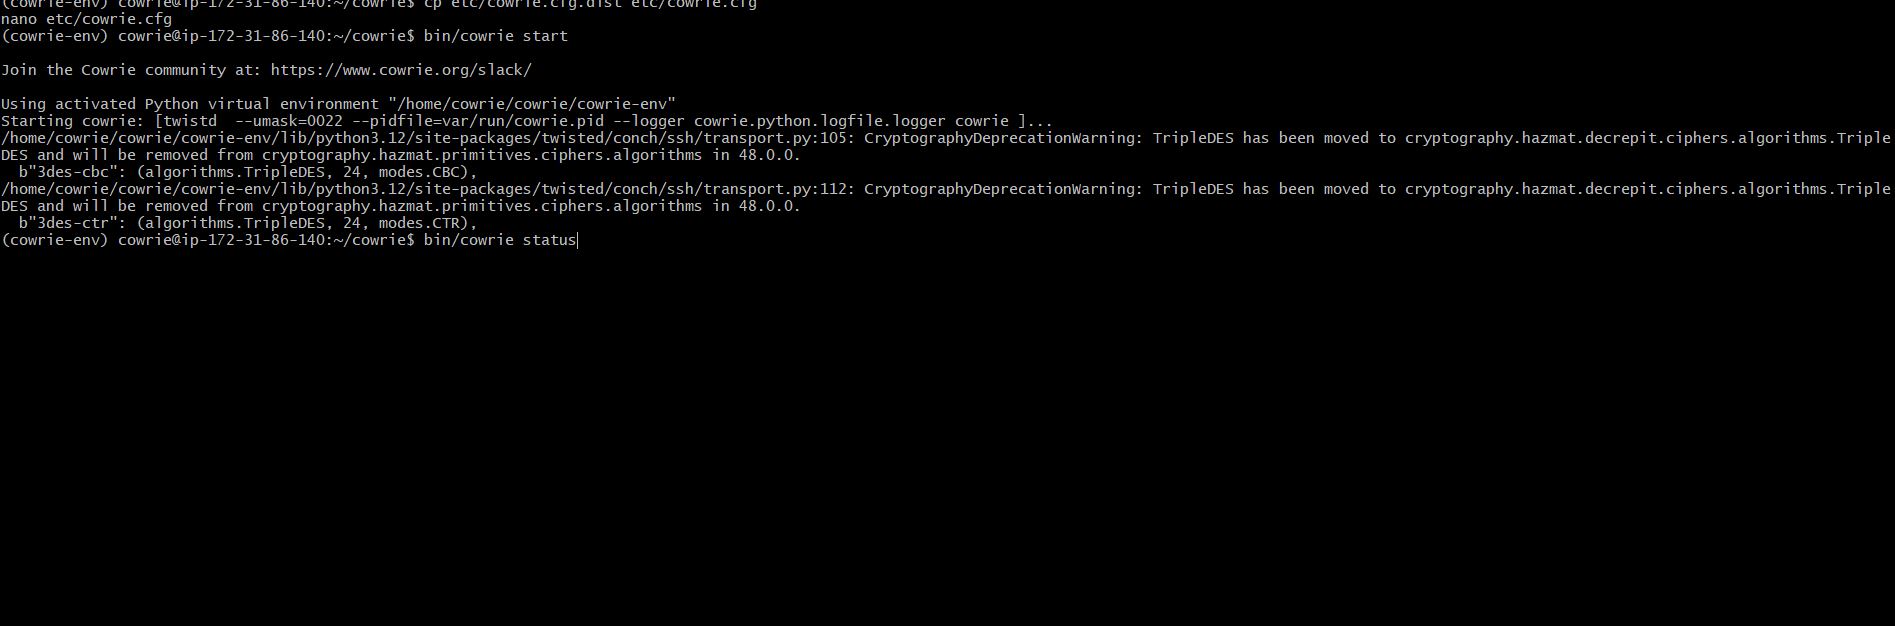 (cowrie-env) cowrie@ip-172-31-86-140:~/cowrie$ cp etc/cowrie.cfg.dist etc/cowrie.cfg
nano etc/cowrie.cfg
(cowrie-env) cowrie@ip-172-31-86-140:~/cowrie$ bin/cowrie start
Join the Cowrie community at: https://www.cowrie.org/slack/
Using activated Python virtual environment "/home/cowrie/cowrie/cowrie-env"
Starting cowrie: [twistd  --umask=0022 --pidfile=var/run/cowrie.pid --logger cowrie.python.logfile.logger cowrie ]...
/home/cowrie/cowrie/cowrie-env/lib/python3.12/site-packages/twisted/conch/ssh/transport.py:105: CryptographyDeprecationWarning: TripleDES has been moved to cryptography.hazmat.decrepit.ciphers.algorithms.Triple
DES and will be removed from cryptography.hazmat.primitives.ciphers.algorithms in 48.0.0.
  b"3des-cbc": (algorithms.TripleDES, 24, modes.CBC),
/home/cowrie/cowrie/cowrie-env/lib/python3.12/site-packages/twisted/conch/ssh/transport.py:112: CryptographyDeprecationWarning: TripleDES has been moved to cryptography.hazmat.decrepit.ciphers.algorithms.Triple
DES and will be removed from cryptography.hazmat.primitives.ciphers.algorithms in 48.0.0.
  b"3des-ctr": (algorithms.TripleDES, 24, modes.CTR),
(cowrie-env) cowrie@ip-172-31-86-140:~/cowrie$ bin/cowrie status